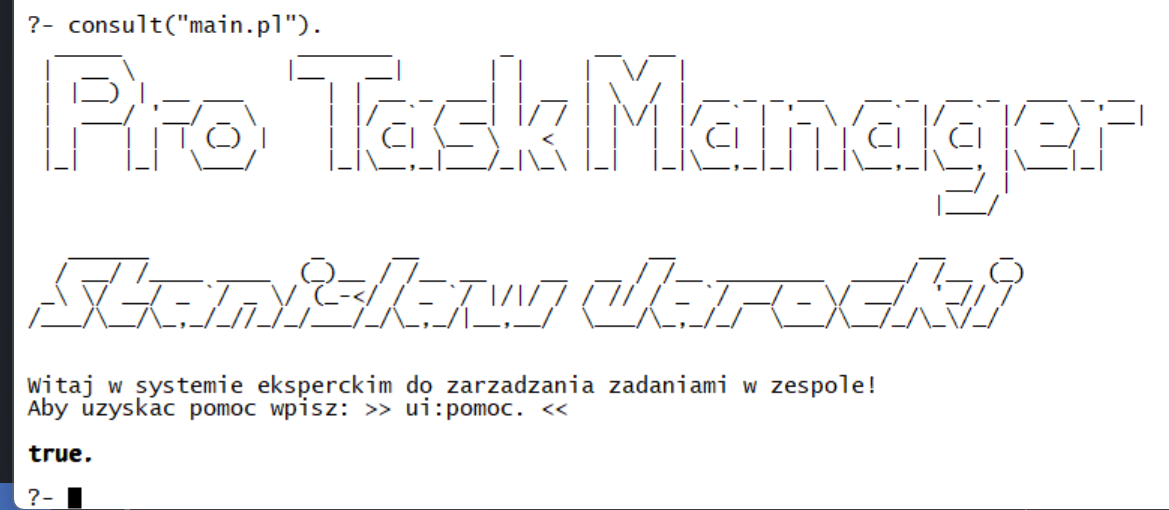 ?- consult("main.pl").
Pro Task Manager
Stanislaw Jarocki
Witaj w systemie eksperckim do zarzadzania zadaniami w zespole!
Aby uzyskac pomoc wpisz: >> ui:pomoc. <<
true.
?-